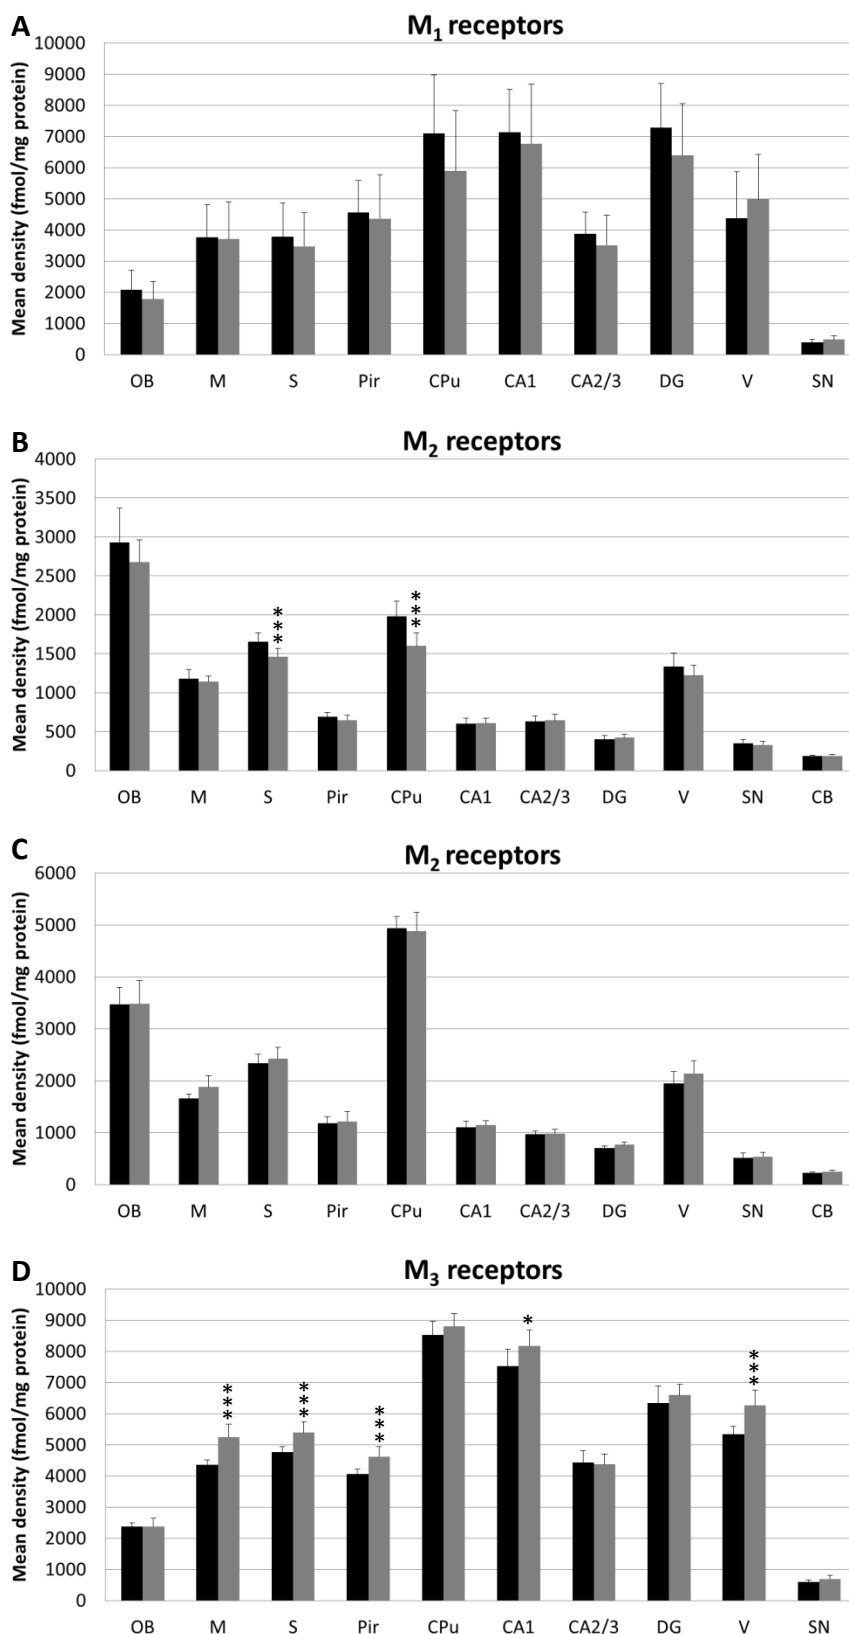 A
M1 receptors
Mean density (fmol/mg protein)
10000
9000
8000
7000
6000
5000
4000
3000
2000
1000
0
OB M S Pir CPu CA1 CA2/3 DG V SN
B
M2 receptors
Mean density (fmol/mg protein)
4000
3500
3000
2500
2000
1500
1000
500
0
***
***
OB M S Pir CPu CA1 CA2/3 DG V SN CB
C
M2 receptors
Mean density (fmol/mg protein)
6000
5000
4000
3000
2000
1000
0
OB M S Pir CPu CA1 CA2/3 DG V SN CB
D
M3 receptors
Mean density (fmol/mg protein)
10000
9000
8000
7000
6000
5000
4000
3000
2000
1000
0
***
***
***
*
***
OB M S Pir CPu CA1 CA2/3 DG V SN